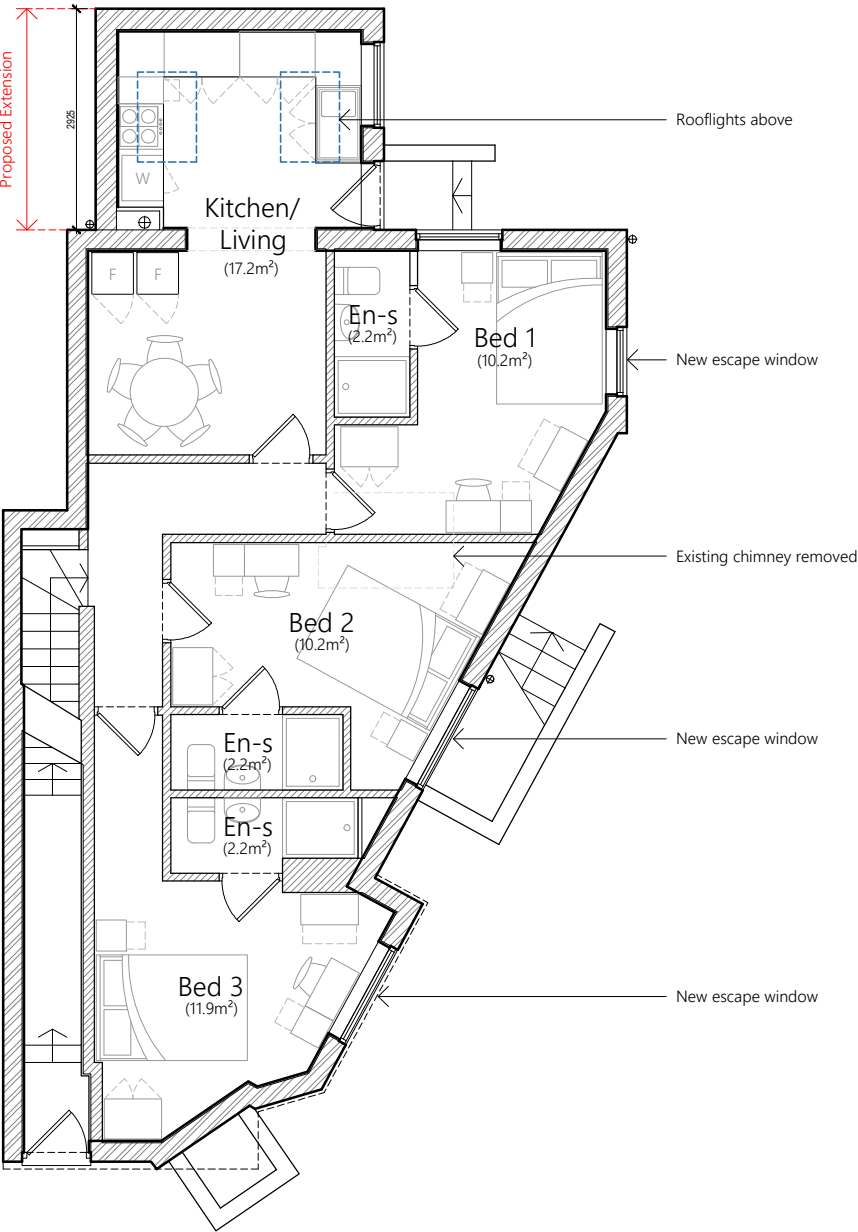 Proposed Extension
2925
Rooflights above
W
Kitchen/
Living
(17.2m²)
F F
En-s
(2.2m²)
Bed 1
(10.2m²)
New escape window
Existing chimney removed
Bed 2
(10.2m²)
En-s
(2.2m²)
New escape window
En-s
(2.2m²)
Bed 3
(11.9m²)
New escape window